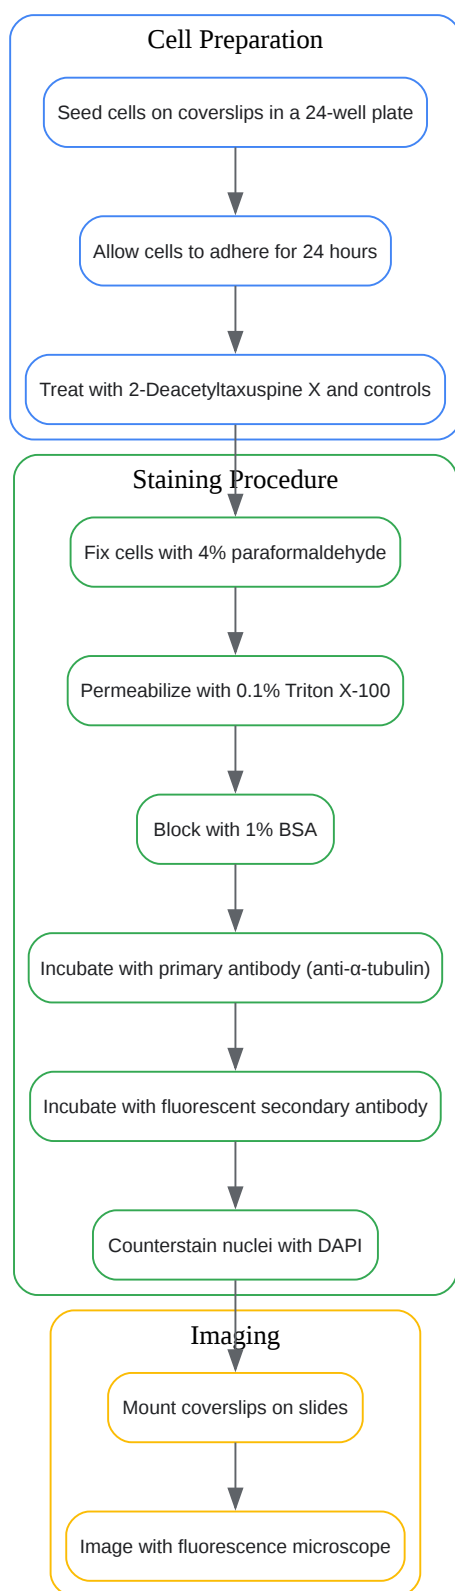 Cell Preparation
Seed cells on coverslips in a 24-well plate
Allow cells to adhere for 24 hours
Treat with 2-Deacetyltaxuspine X and controls
Staining Procedure
Fix cells with 4% paraformaldehyde
Permeabilize with 0.1% Triton X-100
Block with 1% BSA
Incubate with primary antibody (anti-α-tubulin)
Incubate with fluorescent secondary antibody
Counterstain nuclei with DAPI
Imaging
Mount coverslips on slides
Image with fluorescence microscope